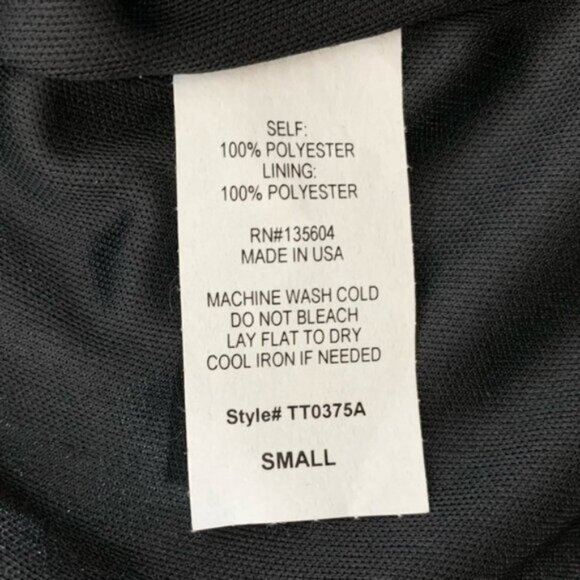 SELF:
100% POLYESTER
LINING:
100% POLYESTER
RN#135604
MADE IN USA
MACHINE WASH COLD
DO NOT BLEACH
LAY FLAT TO DRY
COOL IRON IF NEEDED
Style# TT0375A
SMALL